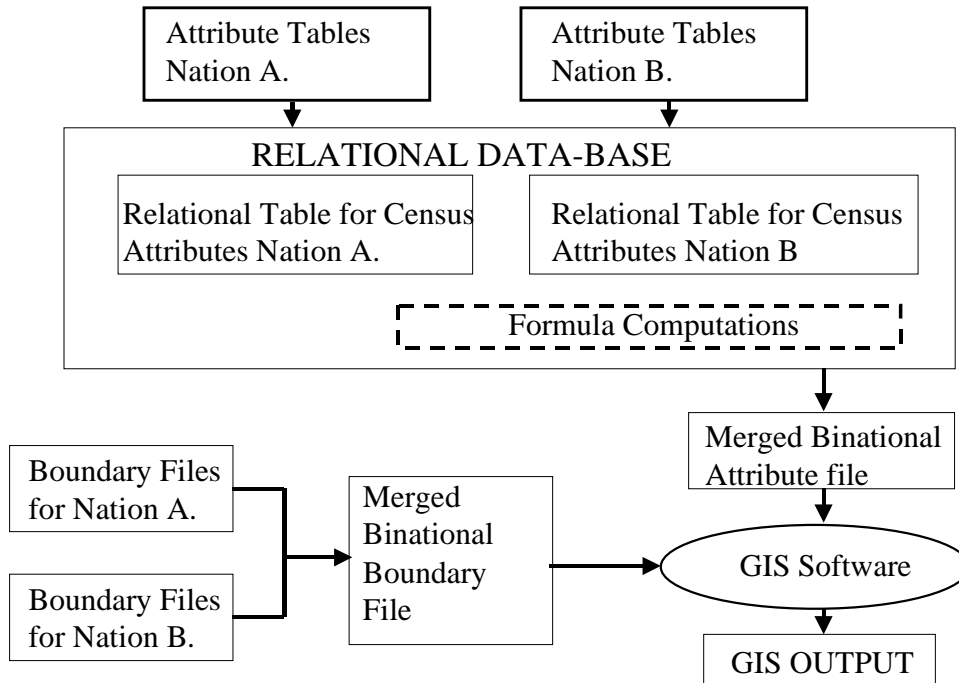 Attribute Tables
Nation A.
Attribute Tables
Nation B.
RELATIONAL DATA-BASE
Relational Table for Census
Attributes Nation A.
Relational Table for Census
Attributes Nation B
Formula Computations
Merged Binational
Attribute file
Boundary Files
for Nation A.
Merged
Binational
Boundary
File
GIS Software
Boundary Files
for Nation B.
GIS OUTPUT